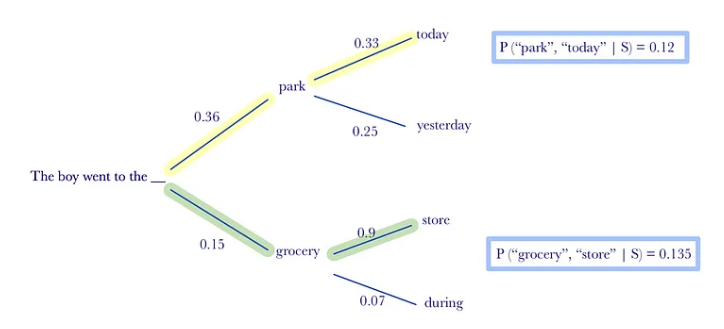 0.33
today
P (“park”, “today” | S) = 0.12
park
0.36
0.25
yesterday
The boy went to the __
0.15
grocery
0.9
store
P (“grocery”, “store” | S) = 0.135
0.07
during